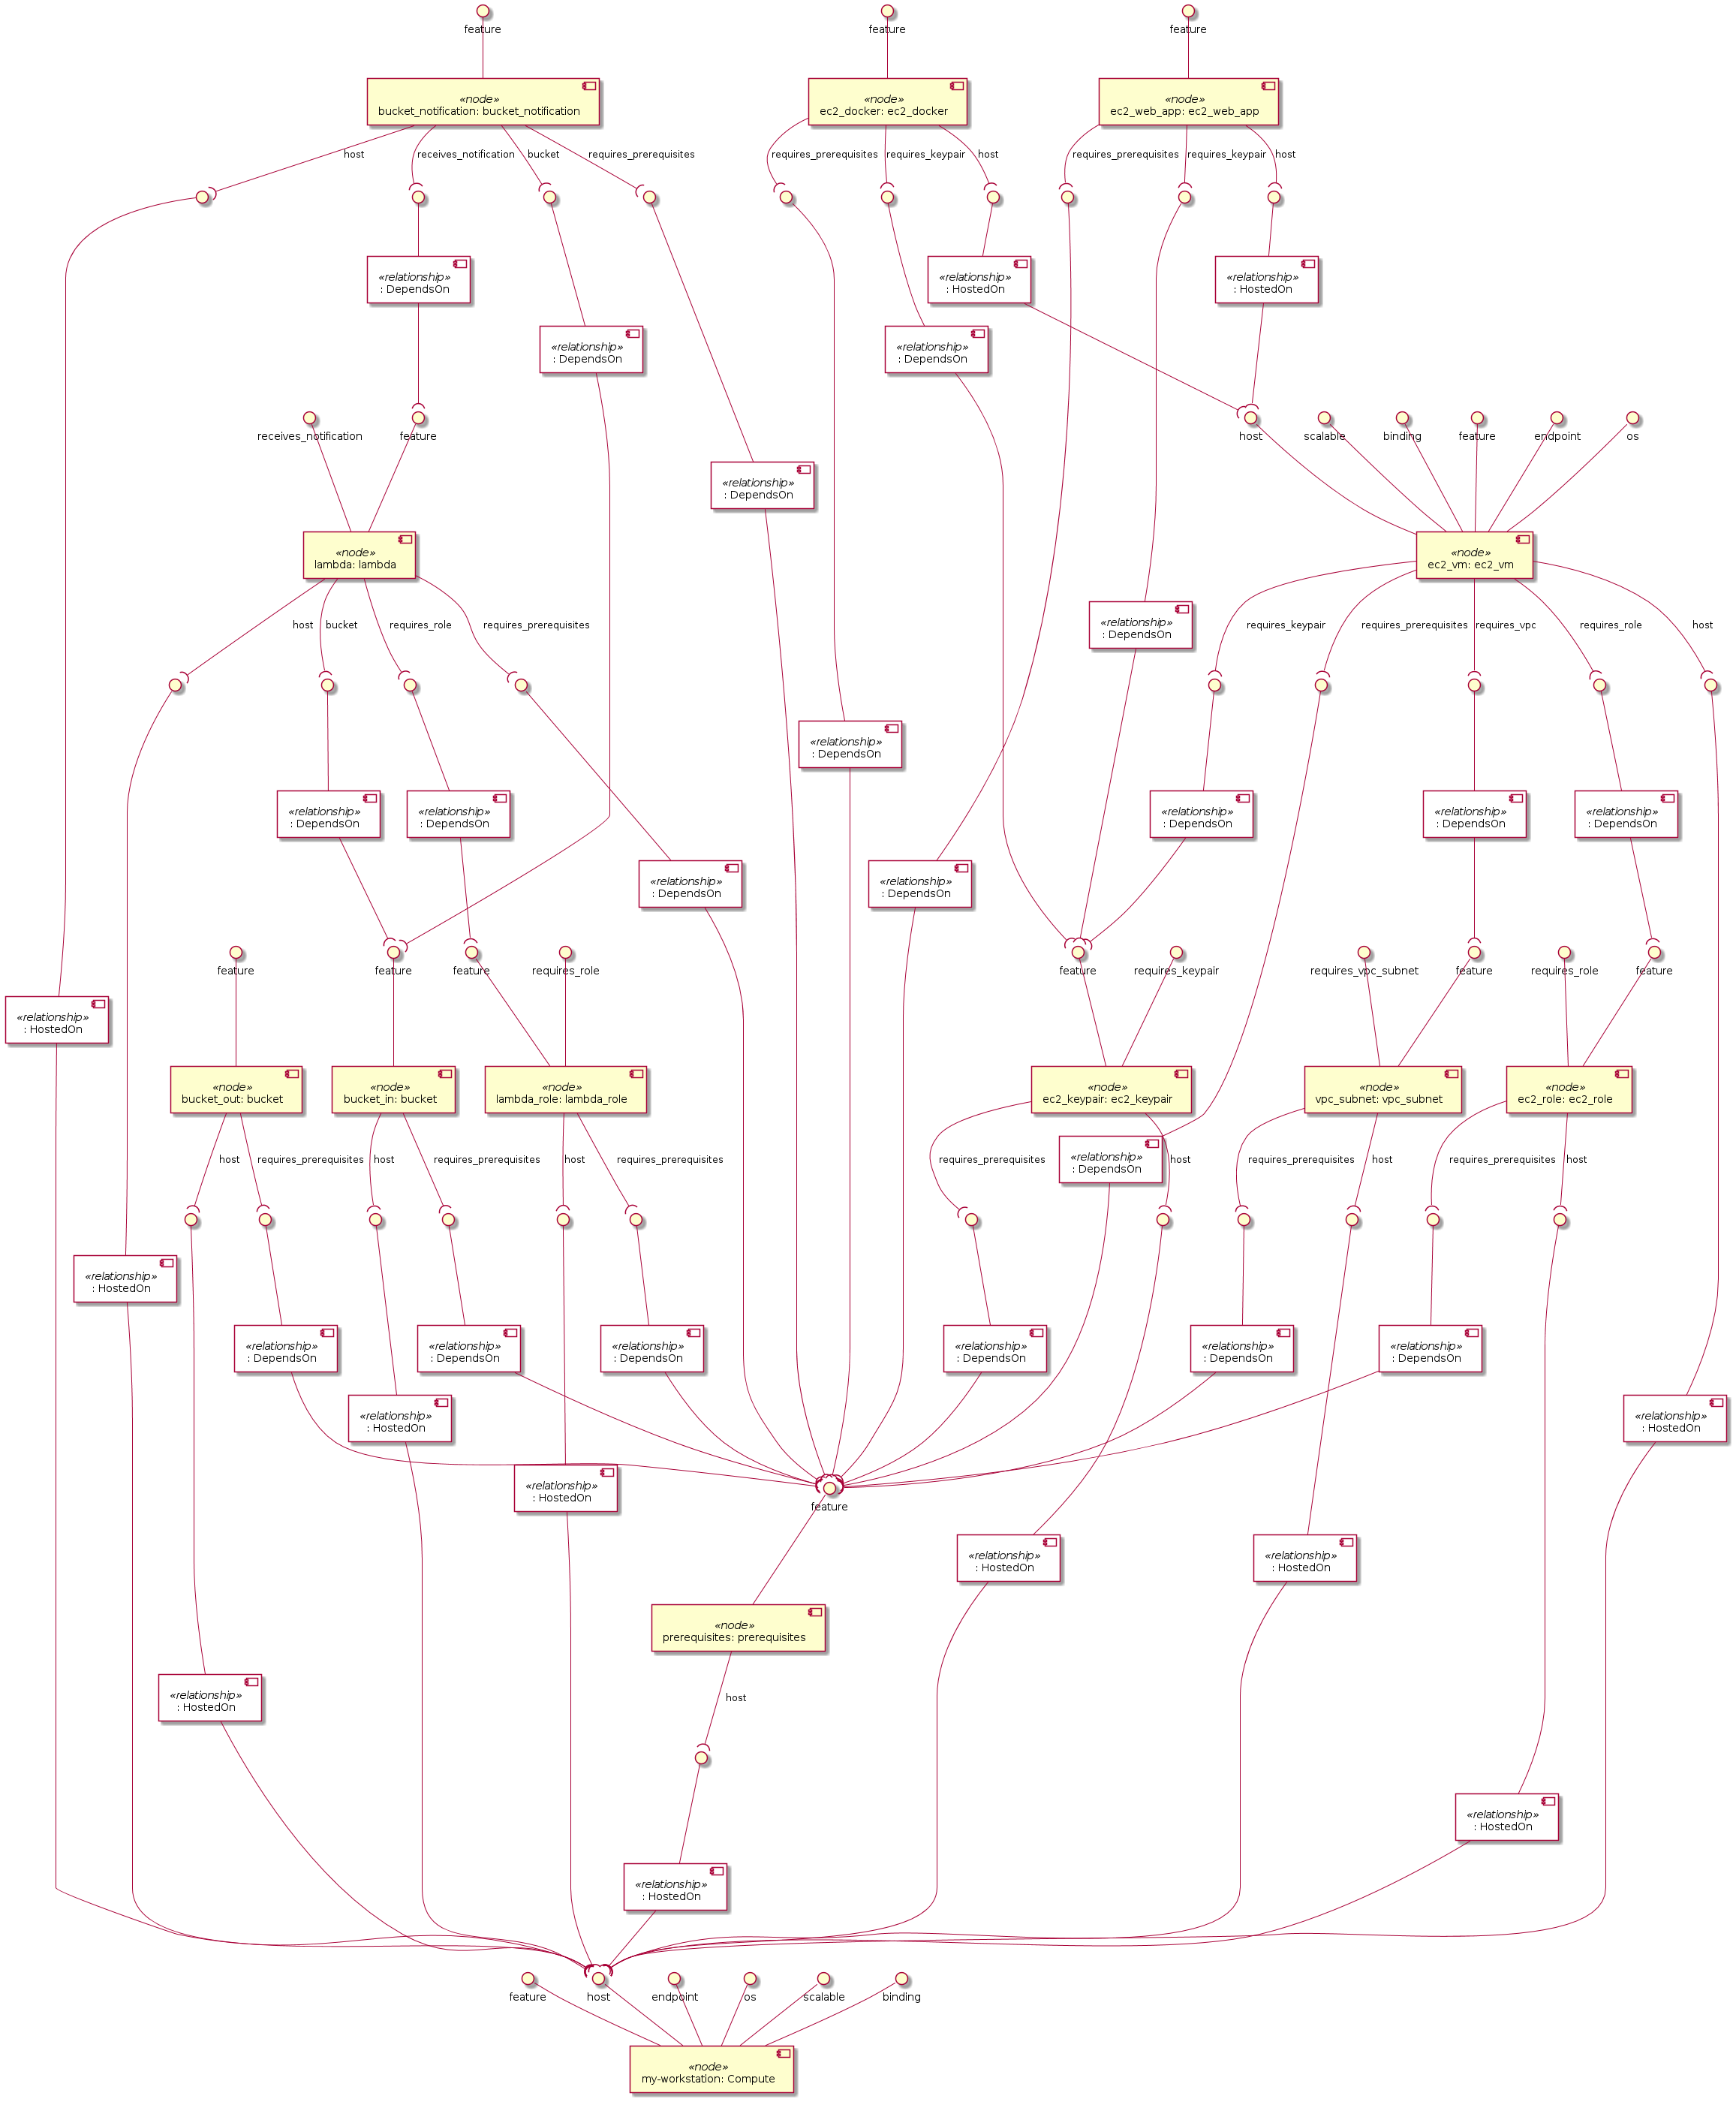 feature
feature
feature
«node»
bucket_notification: bucket_notification
«node»
ec2_docker: ec2_docker
«node»
ec2_web_app: ec2_web_app
host
receives_notification
bucket
requires_prerequisites
requires_prerequisites
requires_keypair
host
requires_prerequisites
requires_keypair
host
«relationship»
: DependsOn
«relationship»
: HostedOn
«relationship»
: HostedOn
«relationship»
: DependsOn
«relationship»
: DependsOn
receives_notification
feature
host
scalable
binding
feature
endpoint
os
«relationship»
: DependsOn
«node»
lambda: lambda
«node»
ec2_vm: ec2_vm
host
bucket
requires_role
requires_prerequisites
«relationship»
: DependsOn
requires_keypair
requires_prerequisites
requires_vpc
requires_role
host
«relationship»
: DependsOn
«relationship»
: DependsOn
«relationship»
: DependsOn
«relationship»
: DependsOn
«relationship»
: DependsOn
«relationship»
: DependsOn
«relationship»
: DependsOn
«relationship»
: DependsOn
feature
feature
feature
requires_role
feature
requires_keypair
requires_vpc_subnet
feature
requires_role
feature
«relationship»
: HostedOn
«node»
bucket_out: bucket
«node»
bucket_in: bucket
«node»
lambda_role: lambda_role
«node»
ec2_keypair: ec2_keypair
«node»
vpc_subnet: vpc_subnet
«node»
ec2_role: ec2_role
host
requires_prerequisites
host
requires_prerequisites
host
requires_prerequisites
requires_prerequisites
«relationship»
: DependsOn
host
requires_prerequisites
host
requires_prerequisites
host
«relationship»
: HostedOn
«relationship»
: DependsOn
«relationship»
: DependsOn
«relationship»
: DependsOn
«relationship»
: DependsOn
«relationship»
: DependsOn
«relationship»
: DependsOn
«relationship»
: HostedOn
«relationship»
: HostedOn
«relationship»
: HostedOn
feature
«relationship»
: HostedOn
«relationship»
: HostedOn
«node»
prerequisites: prerequisites
«relationship»
: HostedOn
host
«relationship»
: HostedOn
«relationship»
: HostedOn
feature
host
endpoint
os
scalable
binding
«node»
my-workstation: Compute